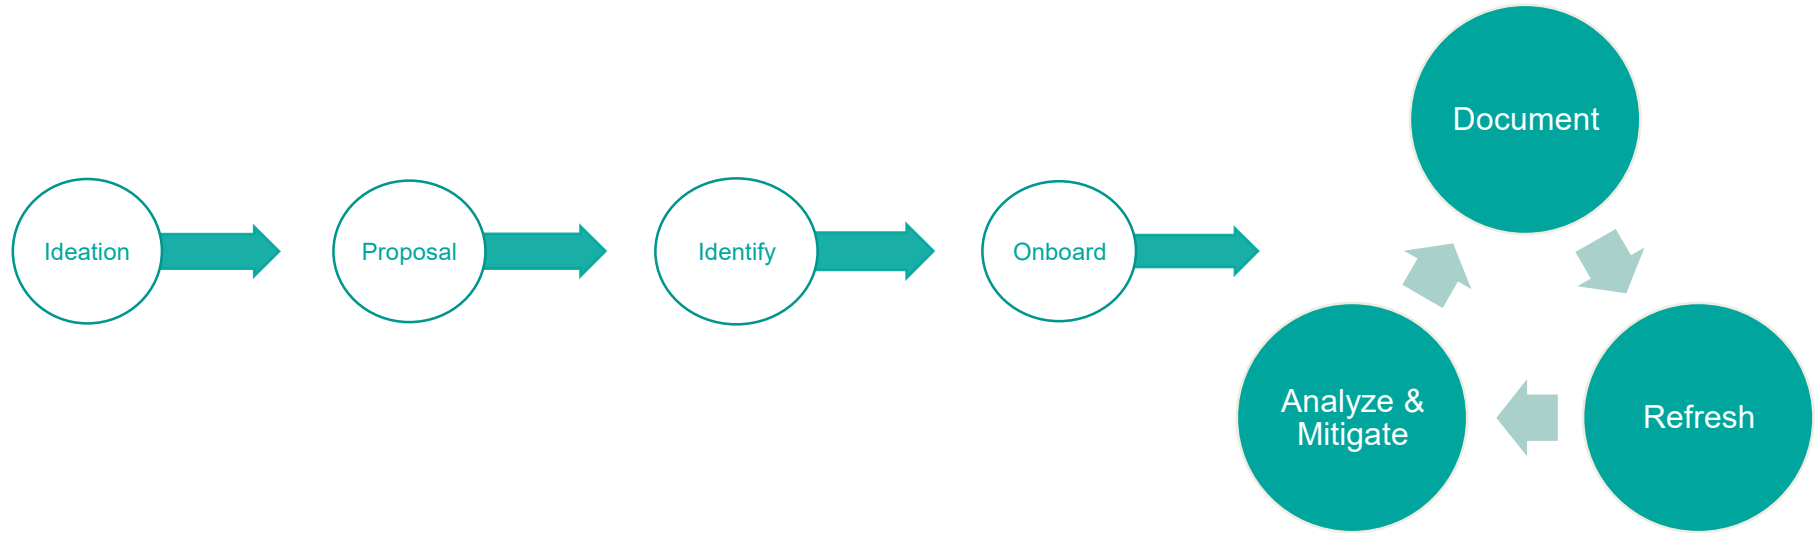 Ideation
Proposal
Identify
Onboard
Document
Refresh
Analyze &
Mitigate